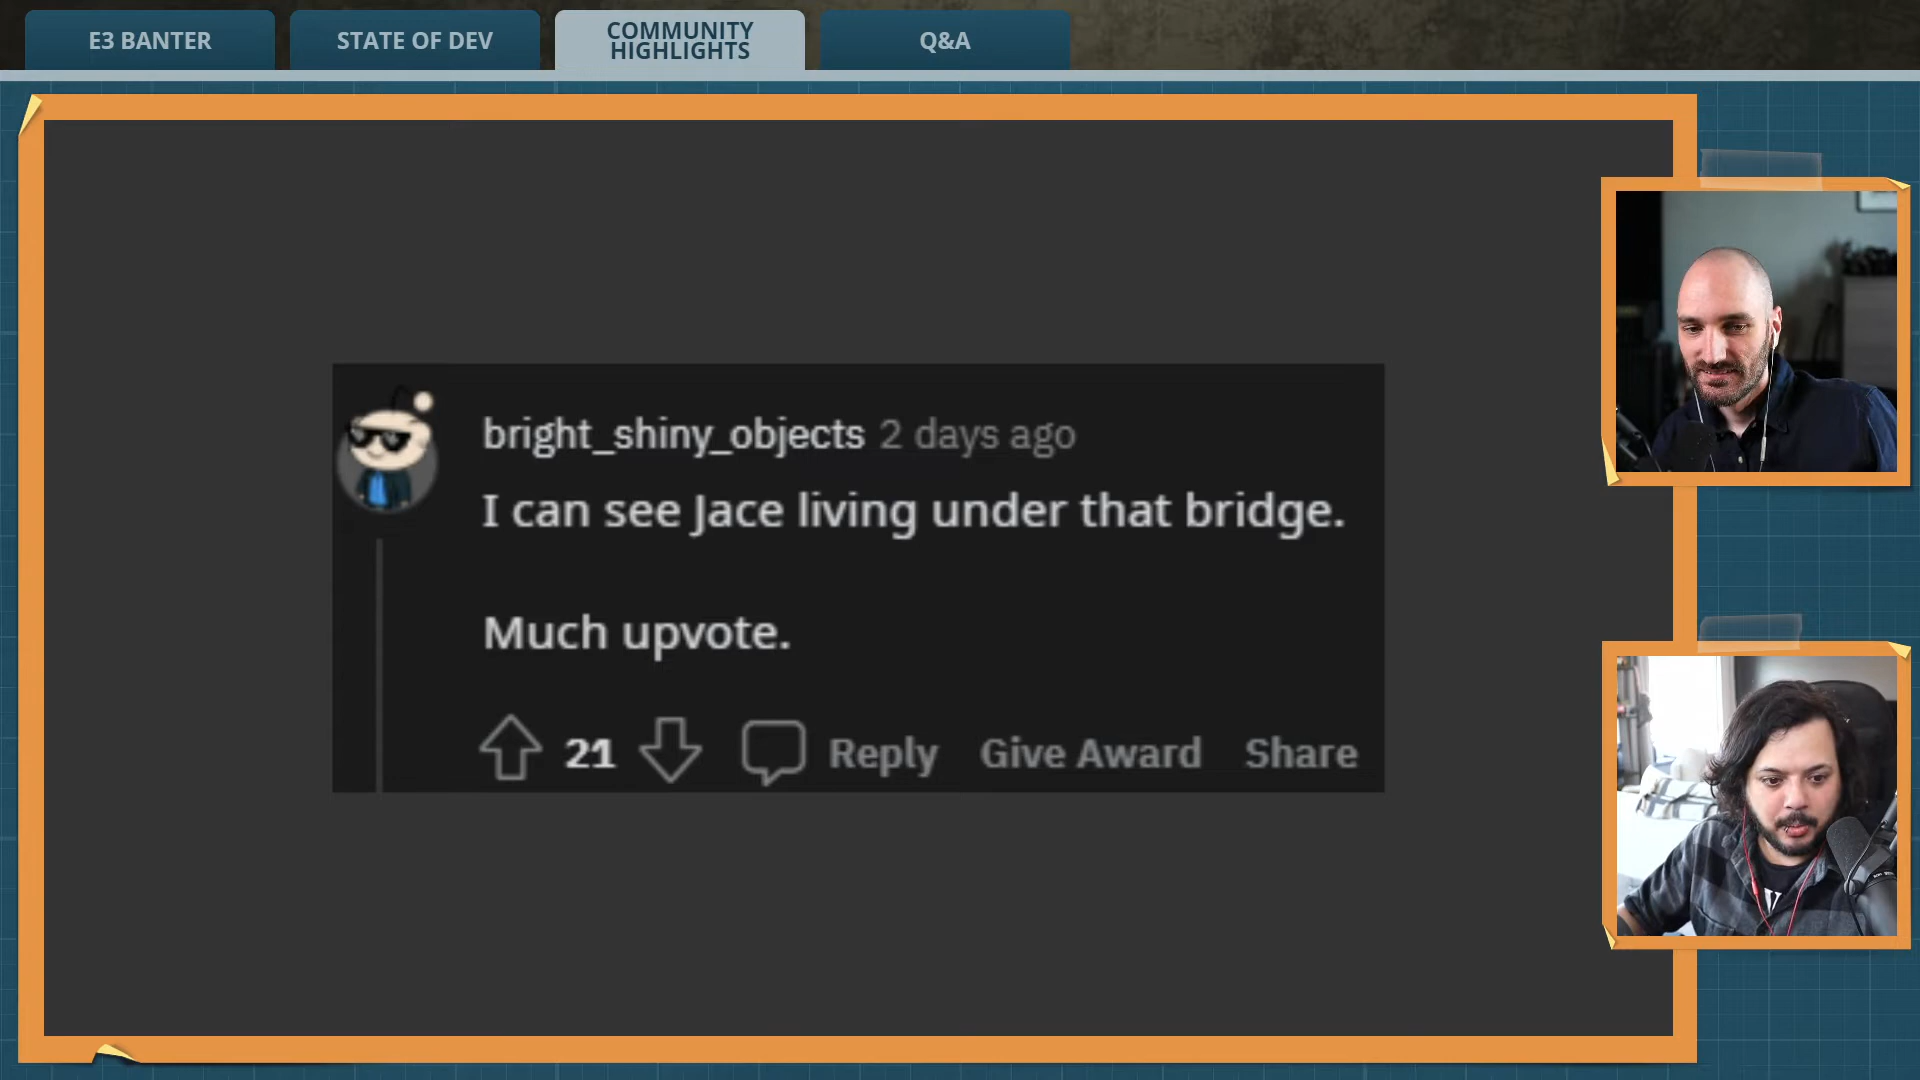 E3 BANTER
STATE OF DEV
COMMUNITY
HIGHLIGHTS
Q&A
bright_shiny_objects 2 days ago
I can see Jace living under that bridge.
Much upvote.
21 Reply Give Award Share